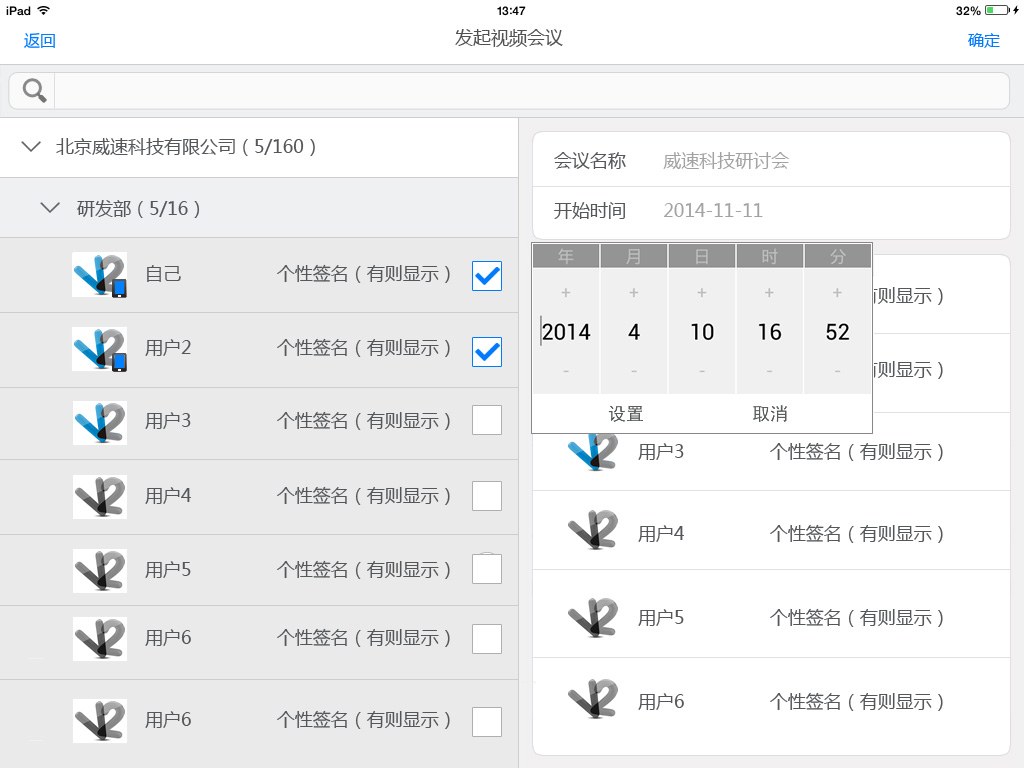 iPad 13:47 32%
返回 发起视频会议 确定
北京威速科技有限公司（5/160）
研发部（5/16）
自己 个性签名（有则显示）
用户2 个性签名（有则显示）
用户3 个性签名（有则显示）
用户4 个性签名（有则显示）
用户5 个性签名（有则显示）
用户6 个性签名（有则显示）
用户6 个性签名（有则显示）
会议名称 威速科技研讨会
开始时间 2014-11-11
年 月 日 时 分
+ + + + +
2014 4 10 16 52
- - - - -
设置 取消
有则显示）
有则显示）
用户3 个性签名（有则显示）
用户4 个性签名（有则显示）
用户5 个性签名（有则显示）
用户6 个性签名（有则显示）